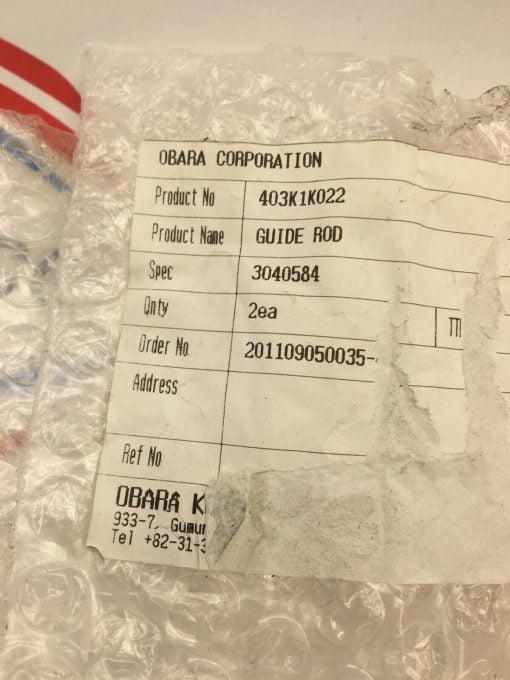 OBARA CORPORATION
Product No 403K1K022
Product Name GUIDE ROD
Spec 3040584
Qnty 2ea
Order No 201109050035-
Address
Ref No
OBARA K
933-7, Gumu
Tel +82-31-3